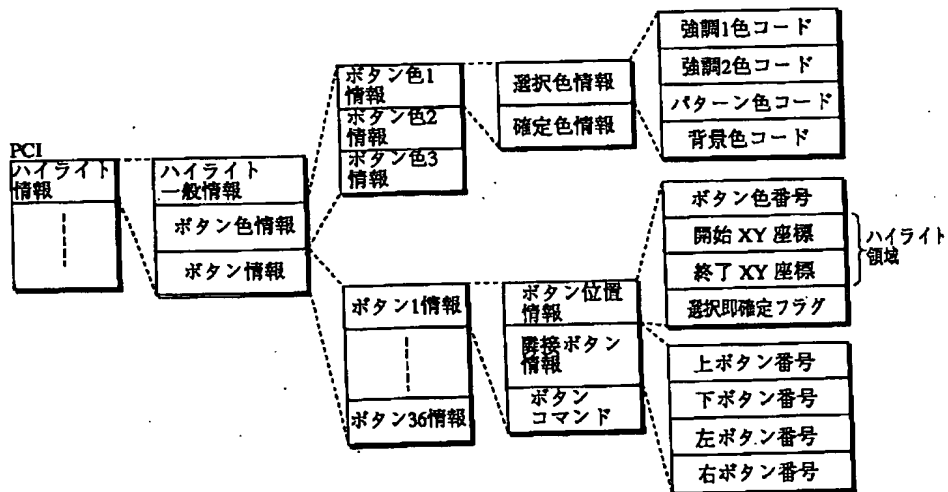 PCI
ハイライト
情報
ハイライト
一般情報
ボタン色情報
ボタン情報
ボタン色1
情報
ボタン色2
情報
ボタン色3
情報
選択色情報
確定色情報
強調1色コード
強調2色コード
パターン色コード
背景色コード
ボタン1情報
ボタン36情報
ボタン位置
情報
隣接ボタン
情報
ボタン
コマンド
ボタン色番号
開始 XY 座標
終了 XY 座標
選択即確定フラグ
ハイライト
領域
上ボタン番号
下ボタン番号
左ボタン番号
右ボタン番号